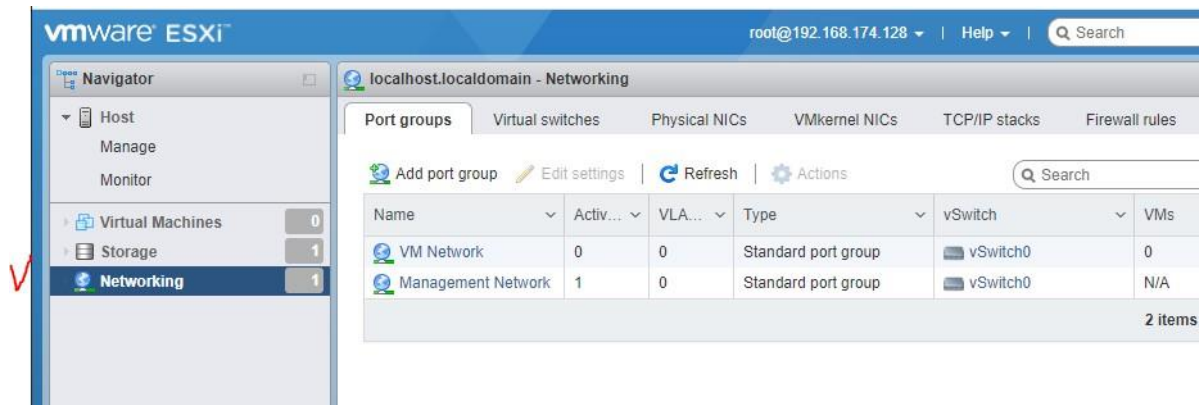 vmware ESXi™
root@192.168.174.128 | Help | Search
Navigator
Host
Manage
Monitor
Virtual Machines 0
Storage 1
Networking 1
localhost.localdomain - Networking
Port groups Virtual switches Physical NICs VMkernel NICs TCP/IP stacks Firewall rules
Add port group Edit settings | Refresh | Actions Search
Name Activ... VLA... Type vSwitch VMs
VM Network 0 0 Standard port group vSwitch0 0
Management Network 1 0 Standard port group vSwitch0 N/A
2 items